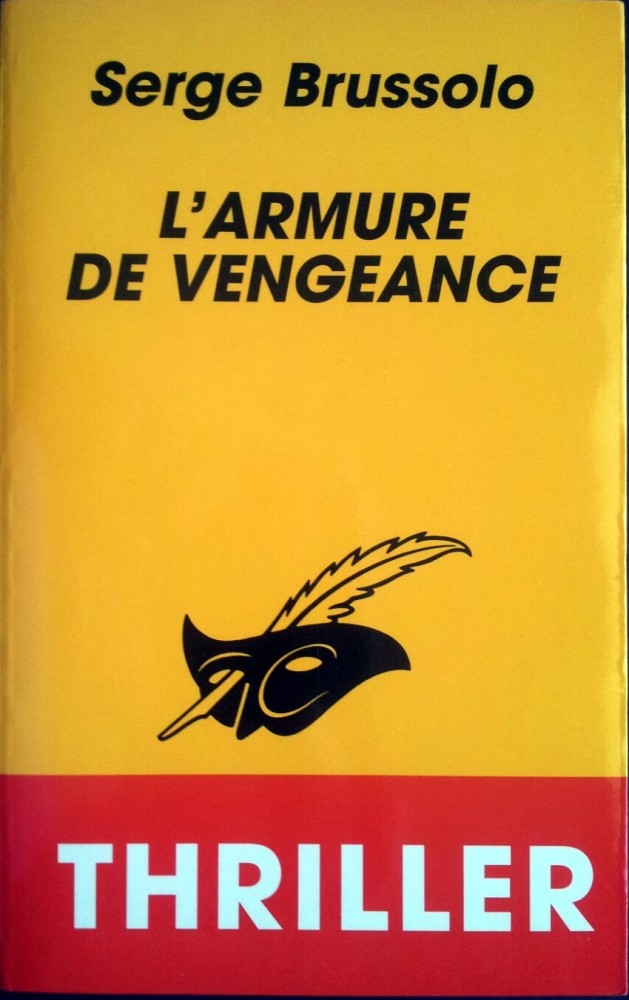 Serge Brussolo
L'ARMURE
DE VENGEANCE
THRILLER